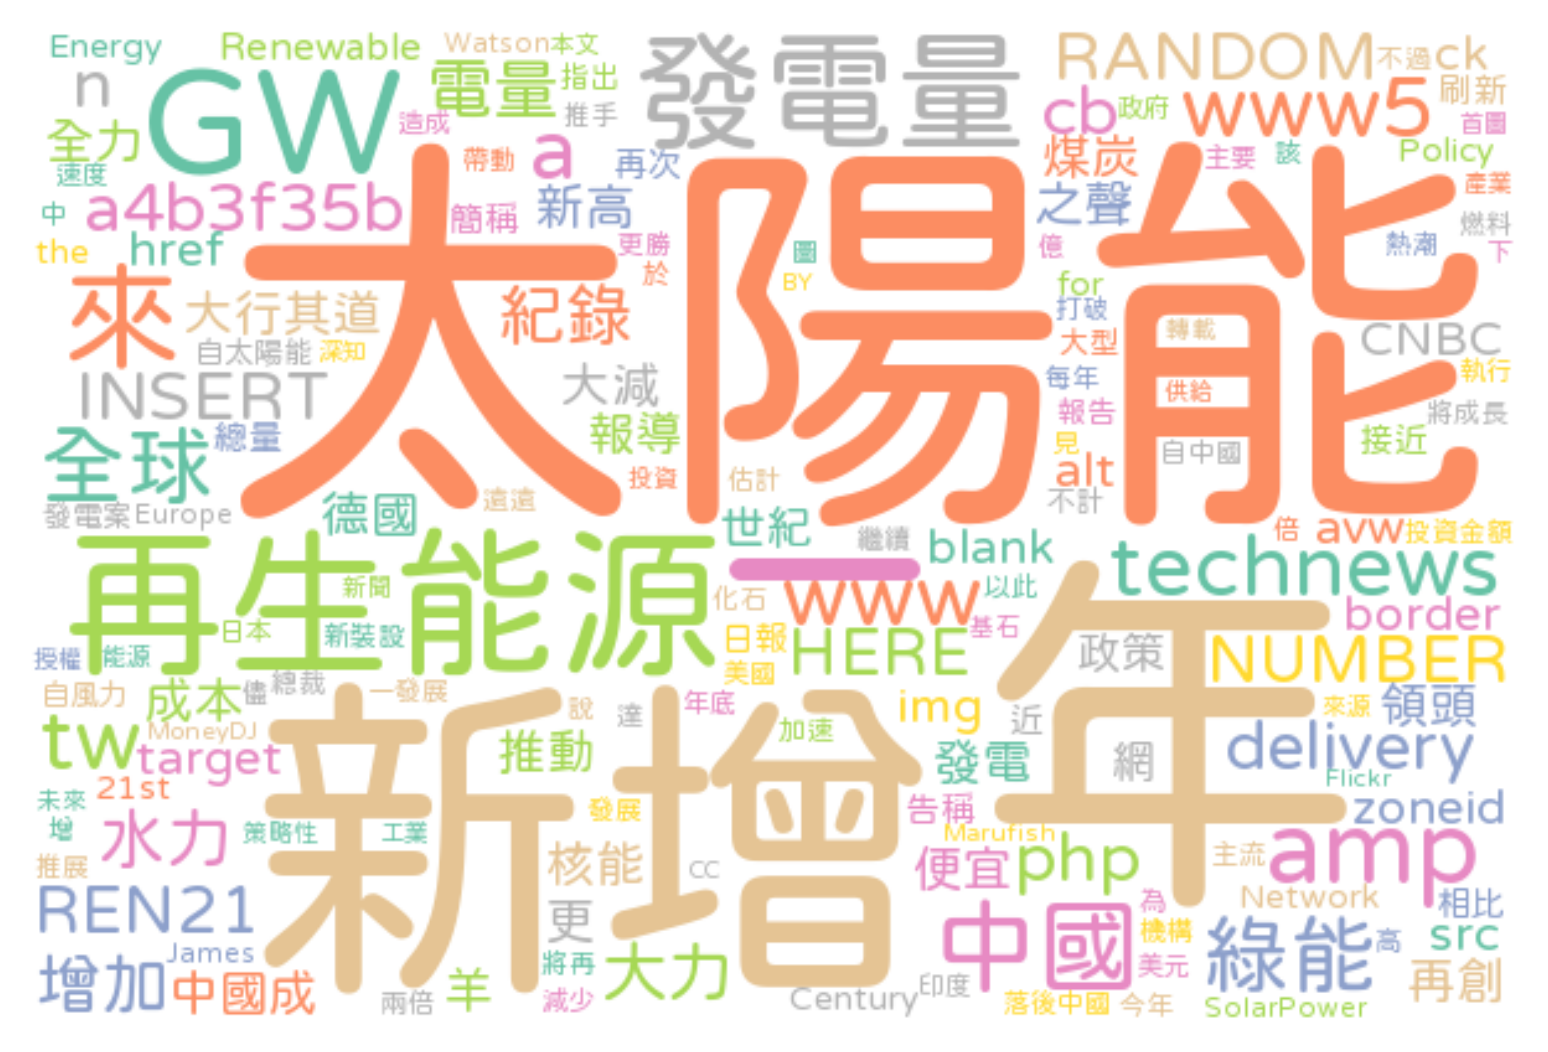 Energy
Renewable
Watson
本文
發電量
RANDOM
不過
ck
n
GW
電量
指出
推手
cb
政府
www5
刷新
首圖
全力
速度
造成
帶動
a
再次
煤炭
主要
該
Policy
產業
中
a4b3f35b
簡稱
新高
之聲
燃料
the
href
太陽能
更勝
於
圖
BY
億
熱潮
下
來
大行其道
紀錄
for
打破
轉載
CNBC
自太陽能
深知
大型
INSERT
大減
每年
供給
執行
報告
將成長
全球
總量
報導
見
自中國
接近
投資
估計
alt
不計
發電案
Europe
德國
遠遠
世紀
繼續
blank
倍
avw
投資金額
再生能源
一
technews
新聞
化石
www
以此
年
border
日本
新裝設
日報
HERE
基石
政策
NUMBER
授權
能源
美國
自風力
成本
儘
總裁
一發展
說
達
年底
加速
img
近
來源
領頭
tw
MoneyDJ
target
新增
推動
發電
網
delivery
Flickr
未來
21st
增
水力
策略性
工業
發展
告稱
Marufish
zoneid
推展
核能
CC
便宜
php
主流
amp
REN21
更
中國
為
Network
相比
James
機構
綠能
高
src
增加
中國成
兩倍
羊
將再
減少
大力
Century
印度
美元
落後中國
今年
SolarPower
再創